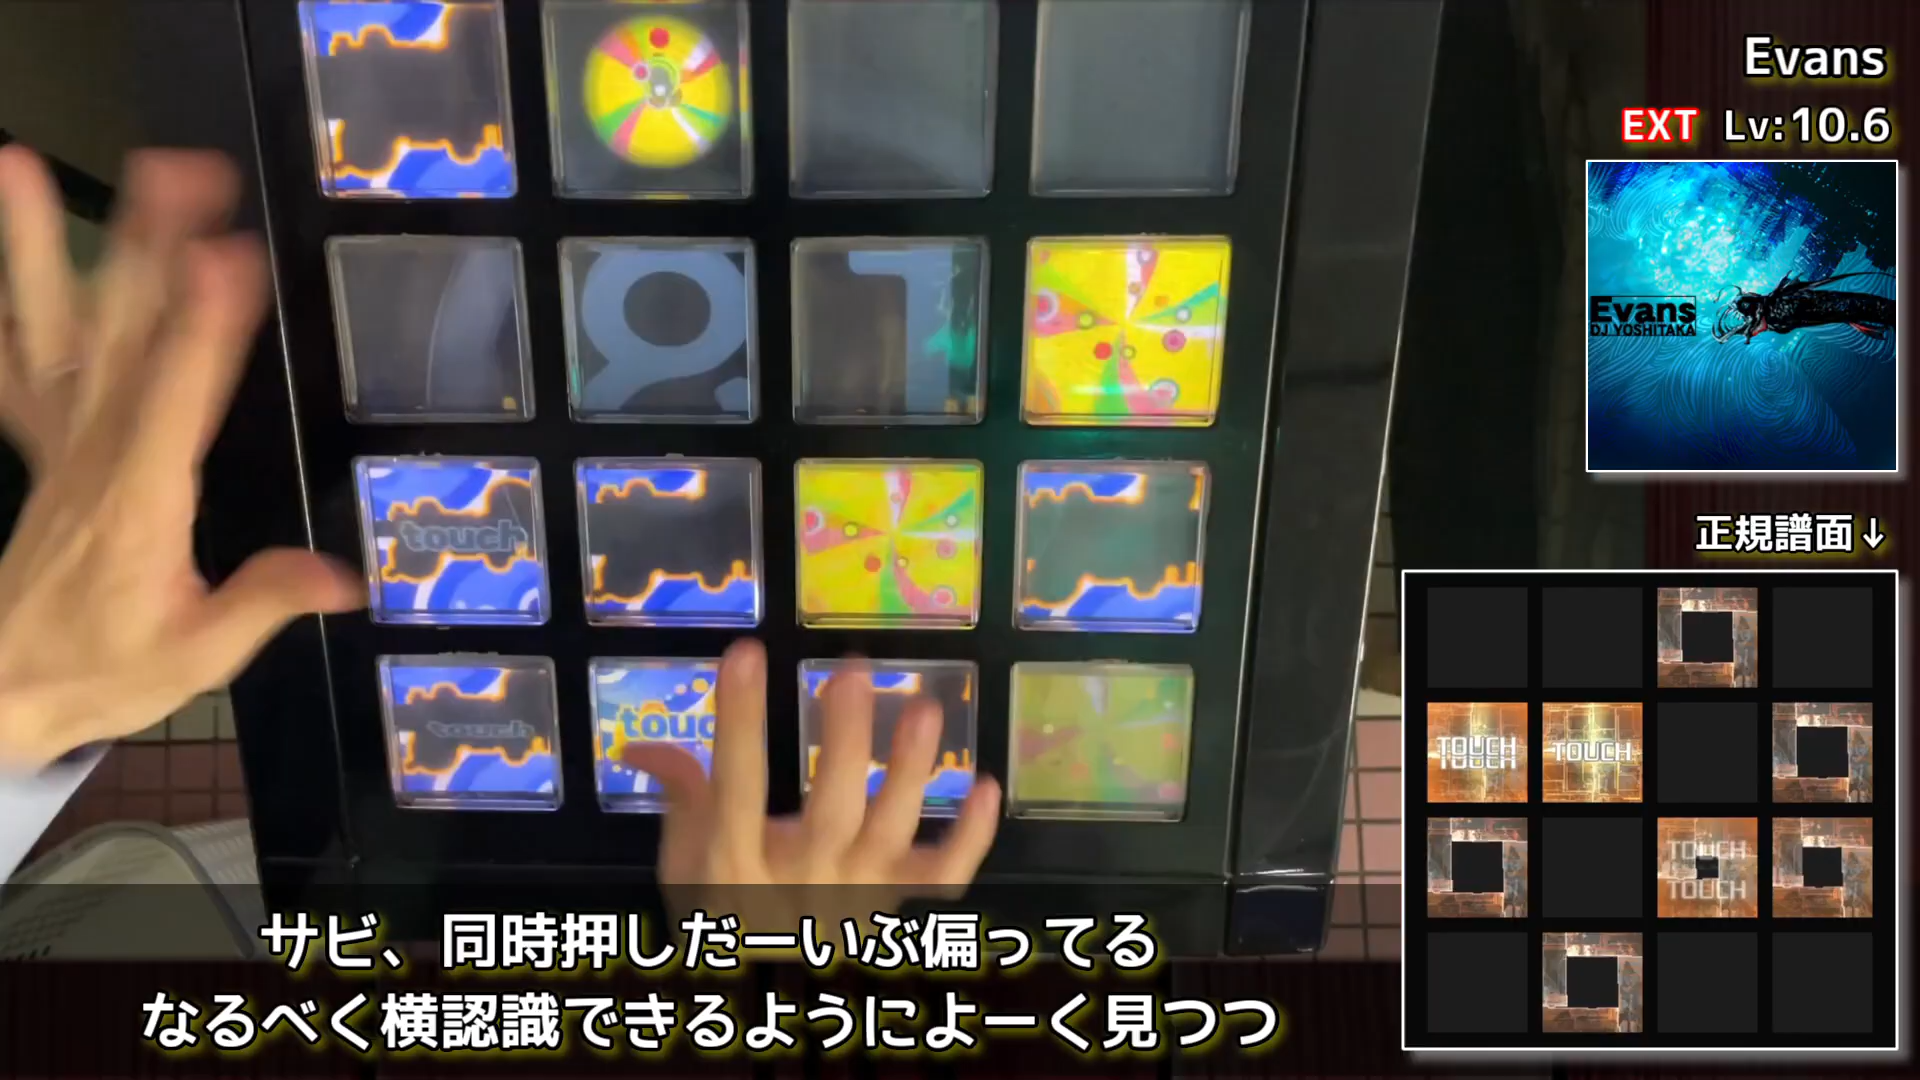 Evans
EXT Lv:10.6
Evans
DJ YOSHITAKA
正規譜面↓
touch
touch
touc
TOUCH
TOUCH
TOUCH
TOUCH
TOUCH
サビ、同時押しだーいぶ偏ってる
なるべく横認識できるようによーく見つつ